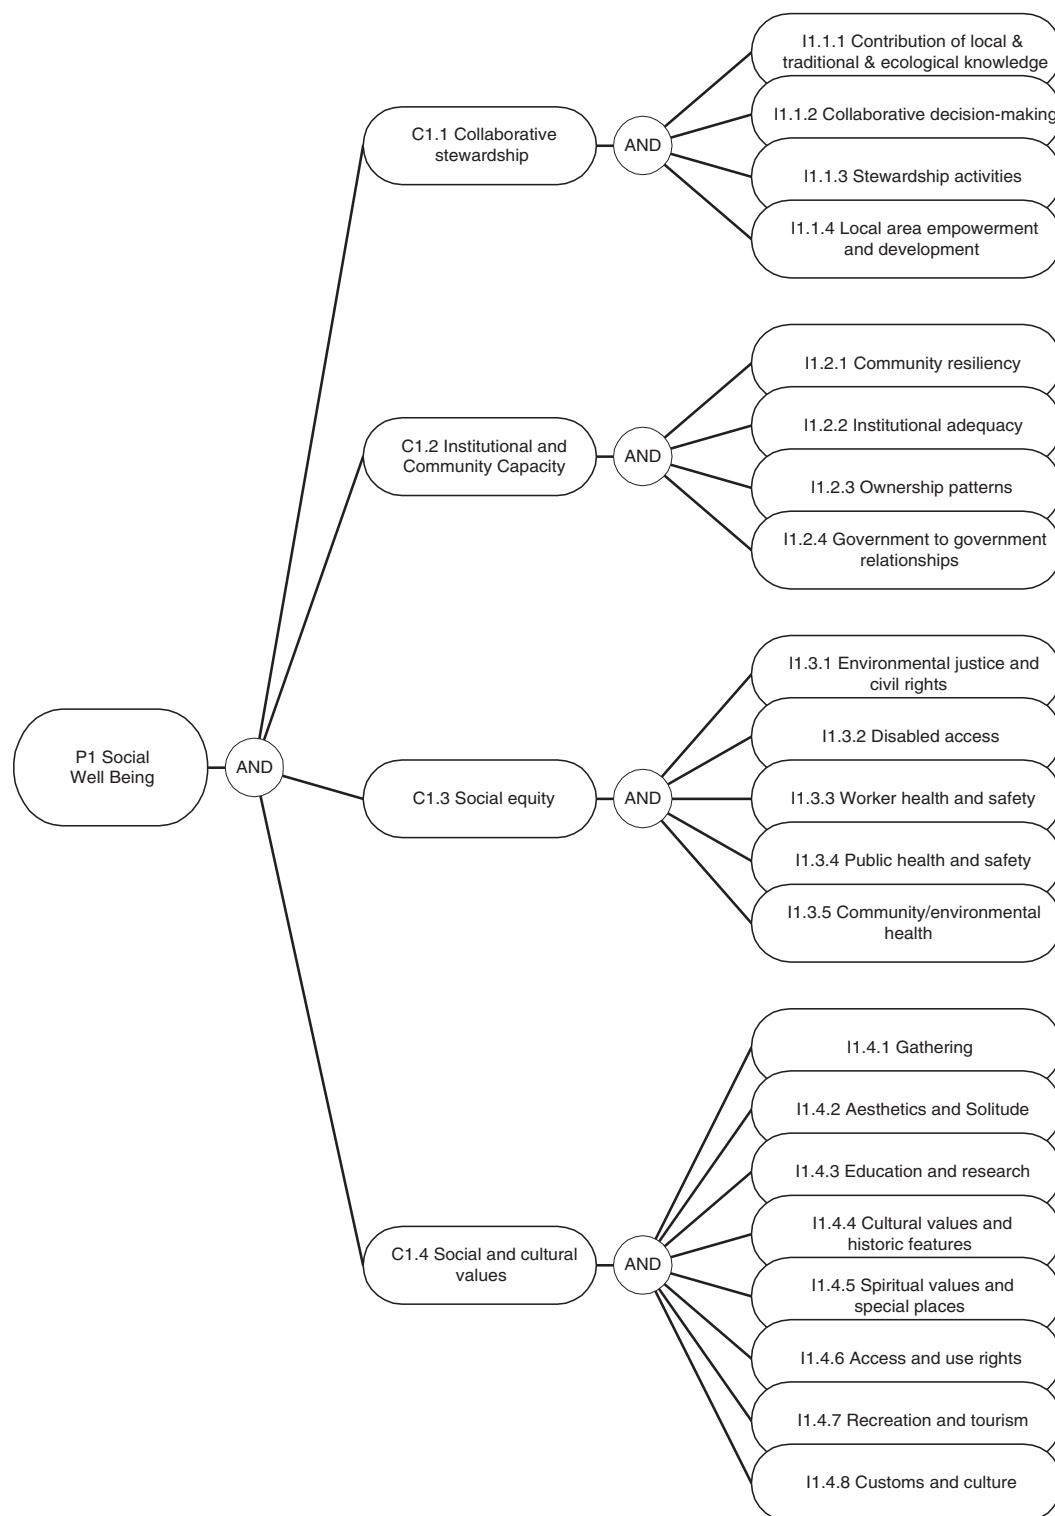 I1.1.1 Contribution of local &
traditional & ecological knowledge
I1.1.2 Collaborative decision-making
C1.1 Collaborative
stewardship
AND
I1.1.3 Stewardship activities
I1.1.4 Local area empowerment
and development
I1.2.1 Community resiliency
I1.2.2 Institutional adequacy
C1.2 Institutional and
Community Capacity
AND
I1.2.3 Ownership patterns
I1.2.4 Government to government
relationships
I1.3.1 Environmental justice and
civil rights
I1.3.2 Disabled access
P1 Social
Well Being
AND
C1.3 Social equity
AND
I1.3.3 Worker health and safety
I1.3.4 Public health and safety
I1.3.5 Community/environmental
health
I1.4.1 Gathering
I1.4.2 Aesthetics and Solitude
I1.4.3 Education and research
I1.4.4 Cultural values and
historic features
C1.4 Social and cultural
values
AND
I1.4.5 Spiritual values and
special places
I1.4.6 Access and use rights
I1.4.7 Recreation and tourism
I1.4.8 Customs and culture